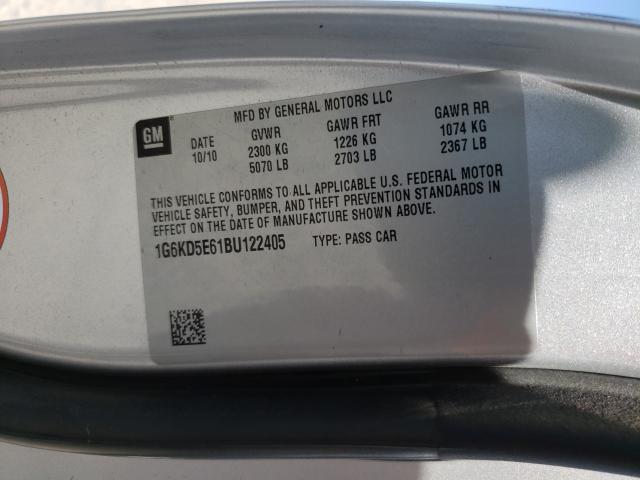 MFD BY GENERAL MOTORS LLC
GM
DATE GVWR GAWR FRT GAWR RR
10/10 2300 KG 1226 KG 1074 KG
5070 LB 2703 LB 2367 LB
THIS VEHICLE CONFORMS TO ALL APPLICABLE U.S. FEDERAL MOTOR
VEHICLE SAFETY, BUMPER, AND THEFT PREVENTION STANDARDS IN
EFFECT ON THE DATE OF MANUFACTURE SHOWN ABOVE.
1G6KD5E61BU122405 TYPE: PASS CAR